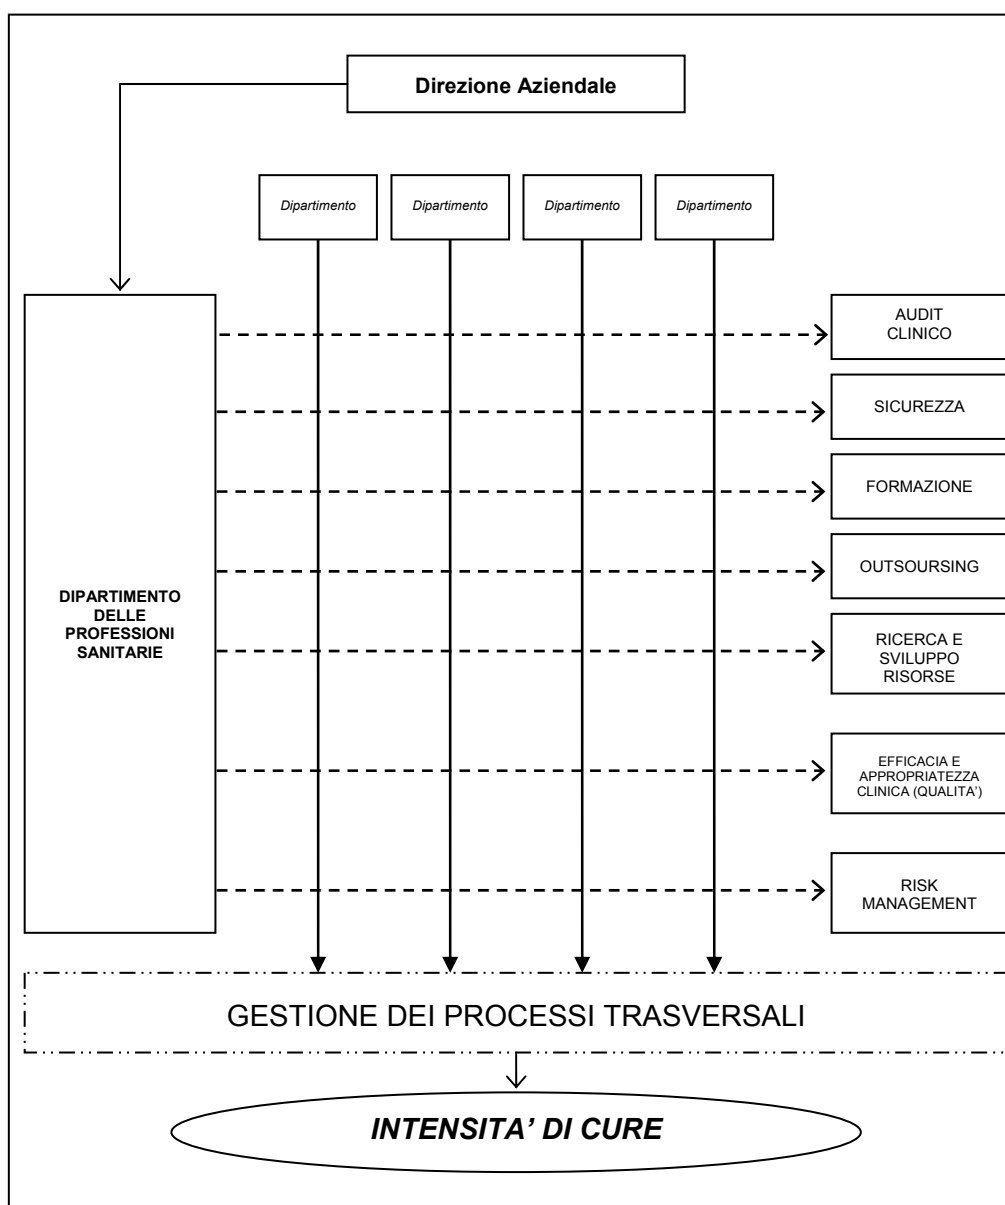 Direzione Aziendale
Dipartimento
Dipartimento
Dipartimento
Dipartimento
AUDIT
CLINICO
SICUREZZA
FORMAZIONE
OUTSOURSING
DIPARTIMENTO
DELLE
PROFESSIONI
SANITARIE
RICERCA E
SVILUPPO
RISORSE
EFFICACIA E
APPROPRIATEZZA
CLINICA (QUALITA’)
RISK
MANAGEMENT
GESTIONE DEI PROCESSI TRASVERSALI
INTENSITA’ DI CURE